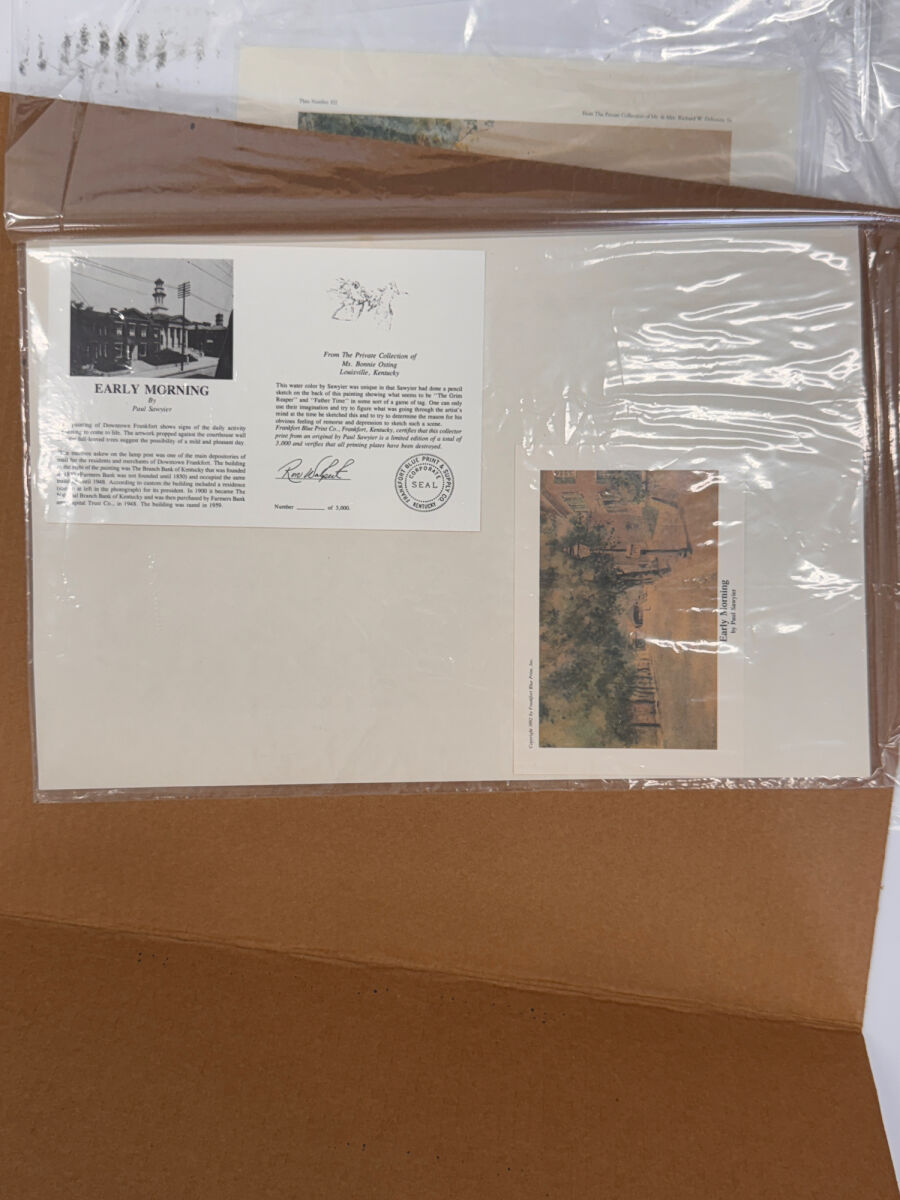 Plate Number XII
From The Private Collection of Mr. & Mrs. Richard W.
EARLY MORNING
By
Paul Sawyier
painting of Downtown Frankfort shows signs of the daily activity
to come to life. The artwork propped against the courthouse wall
full-leaved trees suggest the possibility of a mild and pleasant day.
mailbox askew on the lamp post was one of the main depositories of
mail for the residents and merchants of Downtown Frankfort. The building
to the right of the painting was The Branch Bank of Kentucky that was founded
(Farmers Bank was not founded until 1850) and occupied the same
until 1948. According to custom the building included a residence
at left in the photograph) for its president. In 1900 it became The
Branch Bank of Kentucky and was then purchased by Farmers Bank
Capital Trust Co., in 1948. The building was razed in 1959.
From The Private Collection of
Ms. Bonnie Osting
Louisville, Kentucky
This water color by Sawyier was unique in that Sawyier had done a pencil
sketch on the back of this painting showing what seems to be "The Grim
Reaper" and "Father Time" in some sort of a game of tag. One can only
use their imagination and try to figure what was going through the artist's
mind at the time he sketched this and to try to determine the reason for his
obvious feeling of remorse and depression to sketch such a scene.
Frankfort Blue Print Co., Frankfort, Kentucky, certifies that this collector
print from an original by Paul Sawyier is a limited edition of a total of
3,000 and verifies that all printing plates have been destroyed.
FRANKFORT BLUE PRINT & SUPPLY CO.
CORPORATE
SEAL
KENTUCKY
Number ________ of 3,000.
Early Morning
by Paul Sawyier
Copyright 1982 by Frankfort Blue Print, Inc.